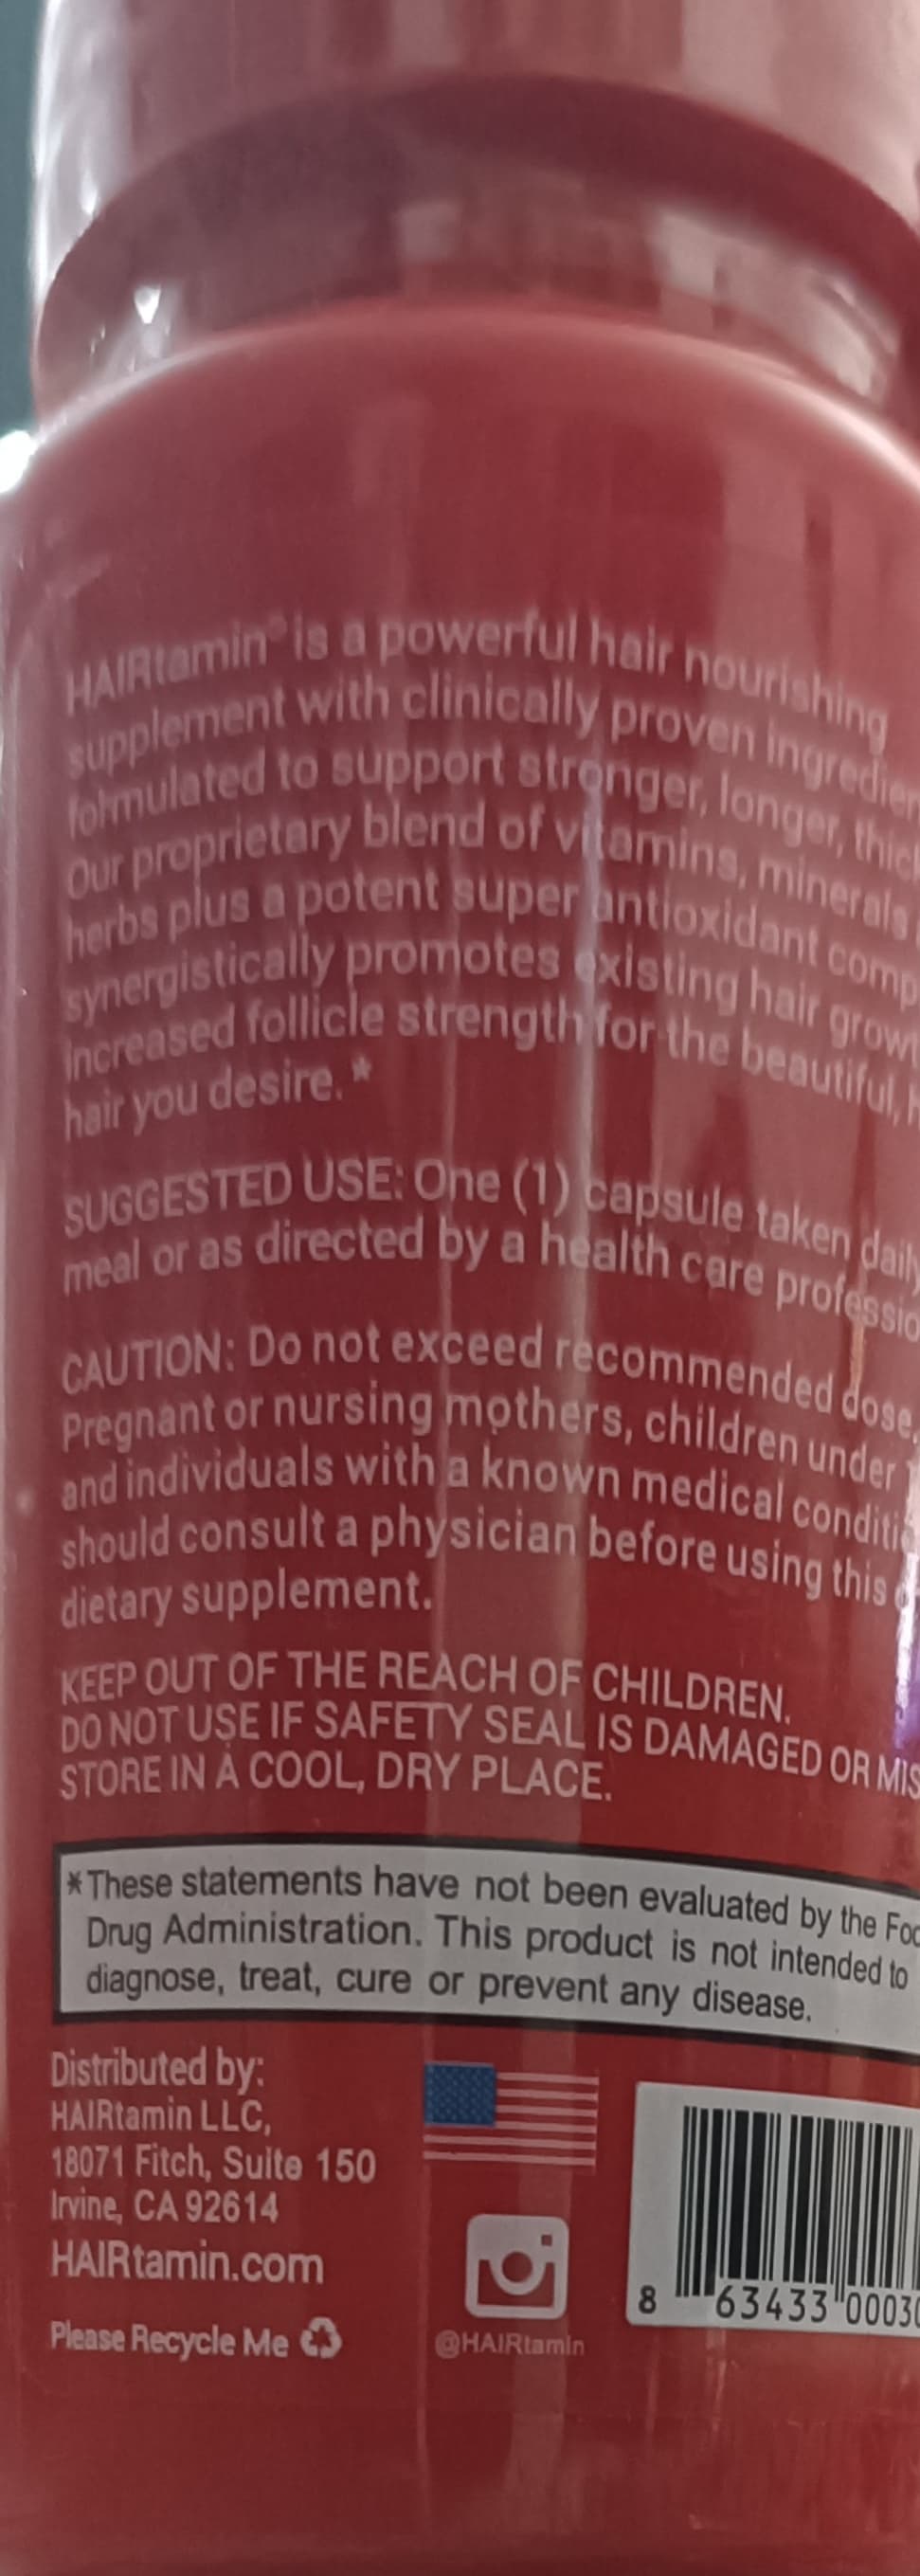 HAIRtamin® is a powerful hair nourishing
supplement with clinically proven
formulated to support stronger, longer,
Our proprietary blend of vitamins, minerals
herbs plus a potent super antioxidant
synergistically promotes existing hair
increased follicle strength for the beautiful,
hair you desire.*
SUGGESTED USE: One (1) capsule taken
meal or as directed by a health care
CAUTION: Do not exceed recommended dose.
Pregnant or nursing mothers, children under
and individuals with a known medical
should consult a physician before using this
dietary supplement.
KEEP OUT OF THE REACH OF CHILDREN.
DO NOT USE IF SAFETY SEAL IS DAMAGED OR
STORE IN A COOL, DRY PLACE.
*These statements have not been evaluated by the
Drug Administration. This product is not intended to
diagnose, treat, cure or prevent any disease.
Distributed by:
HAIRtamin LLC,
18071 Fitch, Suite 150
Irvine, CA 92614
HAIRtamin.com
Please Recycle Me
@HAIRtamin
8 63433 0003